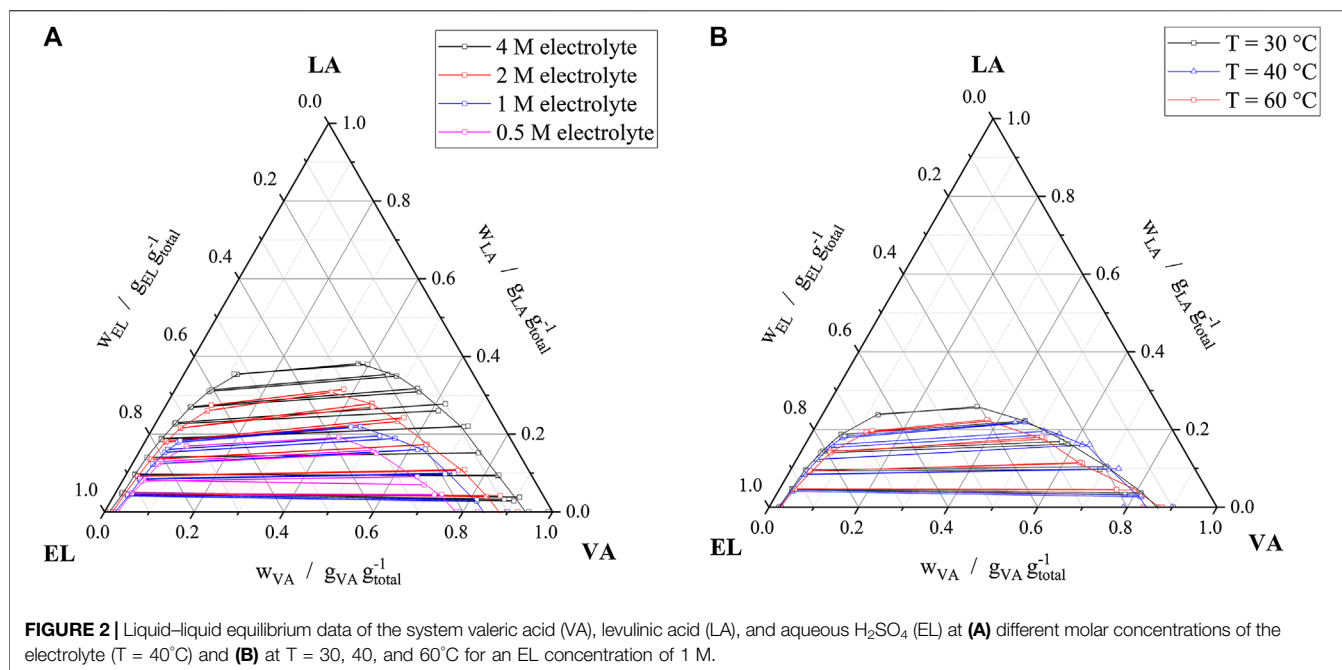 A
4 M electrolyte
2 M electrolyte
1 M electrolyte
0.5 M electrolyte
LA
0.0
1.0
0.2
0.8
0.4
0.6
0.6
0.4
0.8
0.2
1.0
0.0
w_EL / g_EL g_total^-1
w_LA / g_LA g_total^-1
0.0 0.2 0.4 0.6 0.8 1.0
EL
VA
w_VA / g_VA g_total^-1
B
T = 30 °C
T = 40 °C
T = 60 °C
LA
0.0
1.0
0.2
0.8
0.4
0.6
0.6
0.4
0.8
0.2
1.0
0.0
w_EL / g_EL g_total^-1
w_LA / g_LA g_total^-1
0.0 0.2 0.4 0.6 0.8 1.0
EL
VA
w_VA / g_VA g_total^-1
FIGURE 2 | Liquid–liquid equilibrium data of the system valeric acid (VA), levulinic acid (LA), and aqueous H2SO4 (EL) at (A) different molar concentrations of the
electrolyte (T = 40°C) and (B) at T = 30, 40, and 60°C for an EL concentration of 1 M.